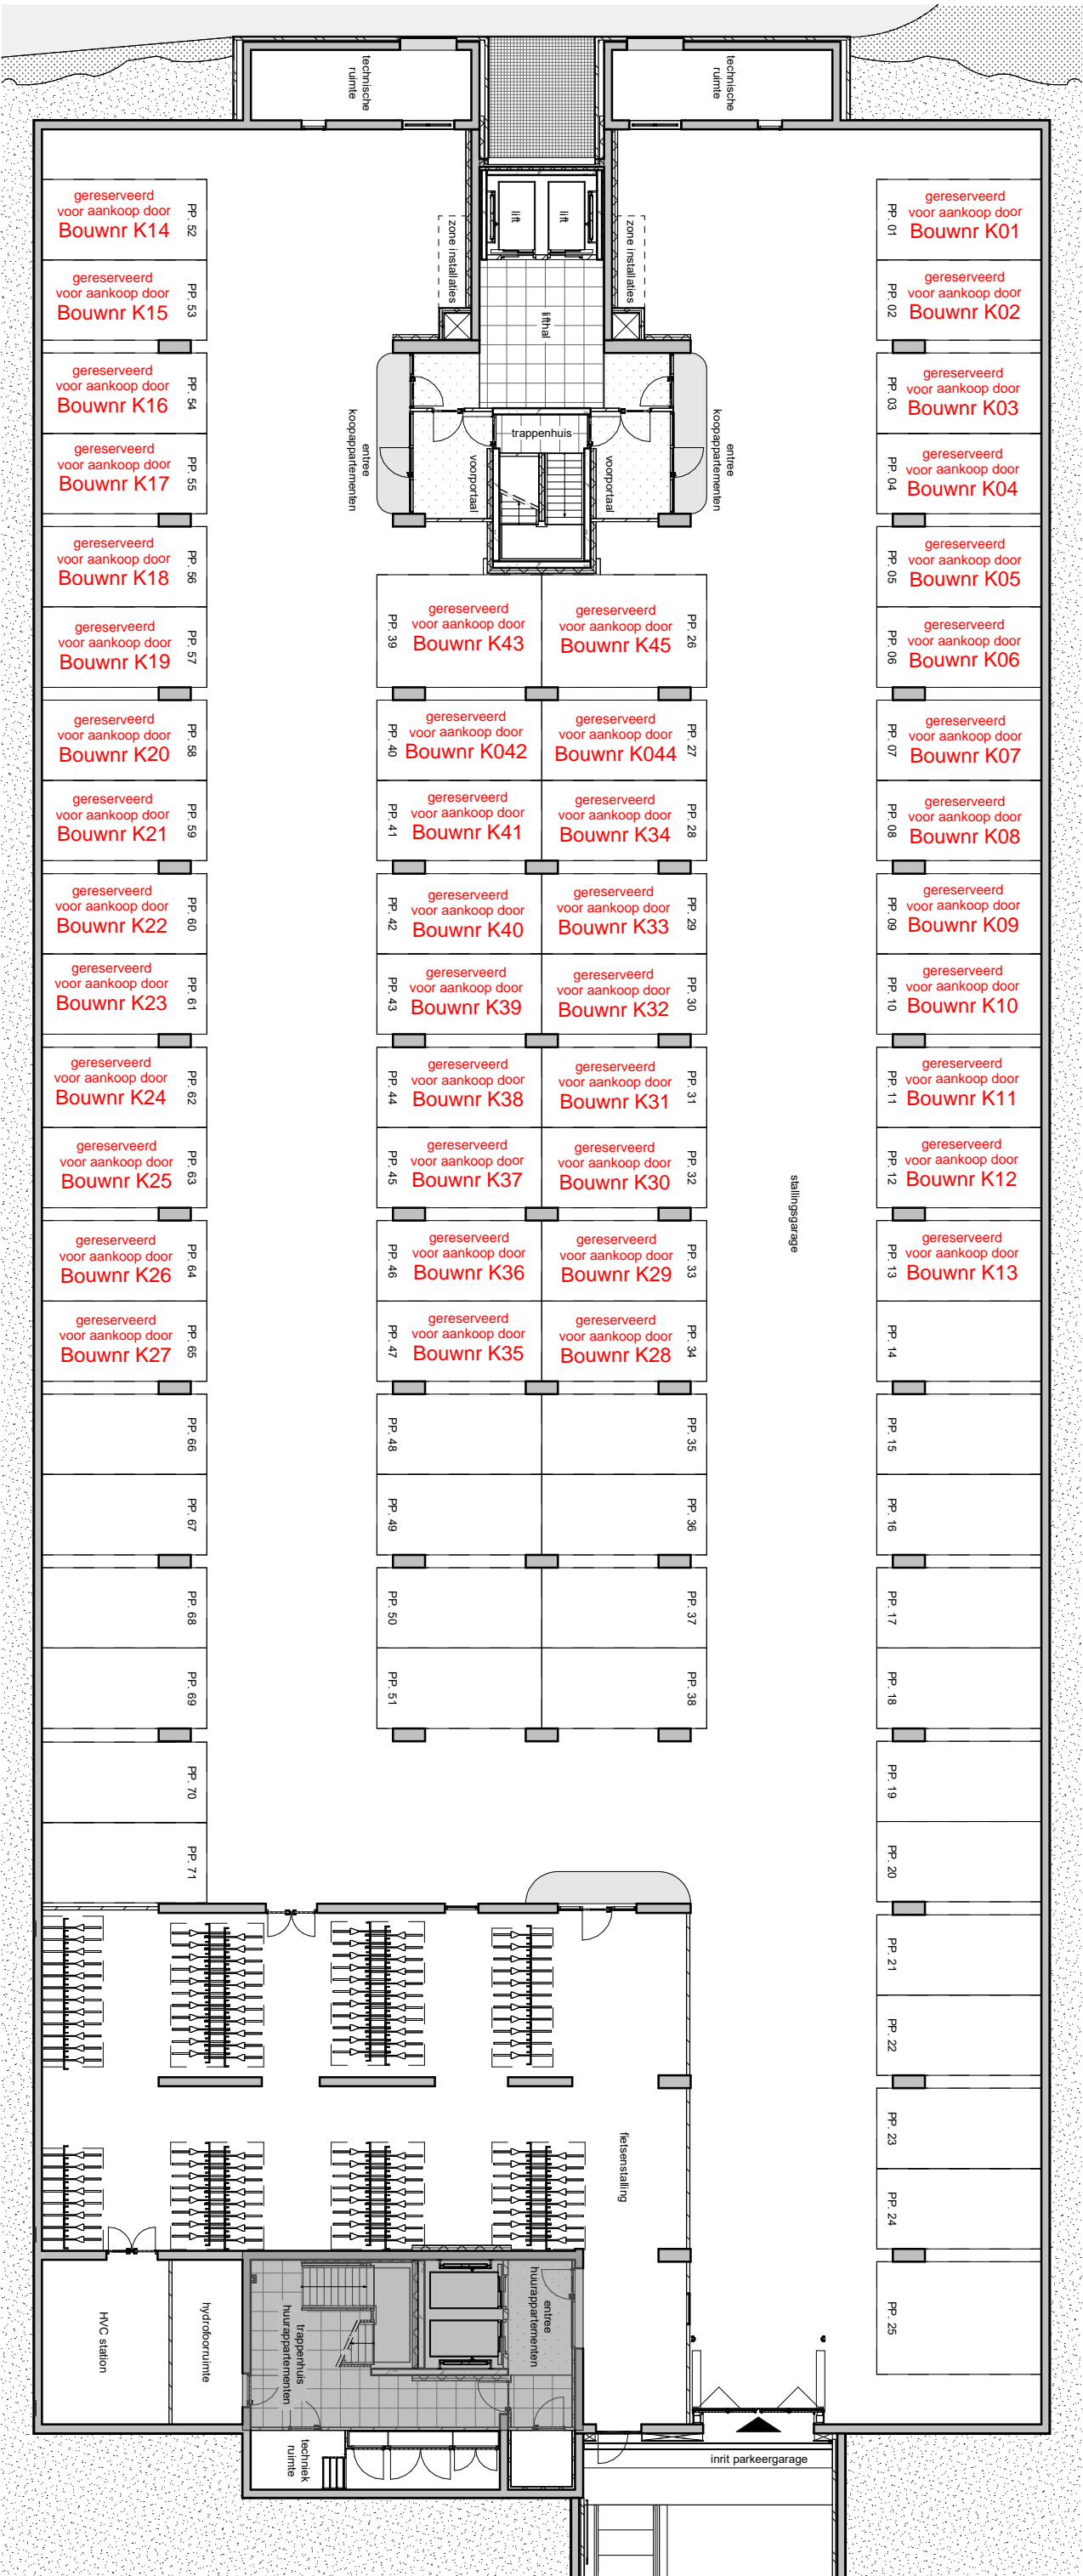 technische
ruimte
technische
ruimte
lift
lift
zone installaties
zone installaties
lifthal
trappenhuis
voorportaal
voorportaal
entree
koopappartementen
entree
koopappartementen
gereserveerd
voor aankoop door
Bouwnr K14
PP. 52
gereserveerd
voor aankoop door
Bouwnr K15
PP. 53
gereserveerd
voor aankoop door
Bouwnr K16
PP. 54
gereserveerd
voor aankoop door
Bouwnr K17
PP. 55
gereserveerd
voor aankoop door
Bouwnr K18
PP. 56
gereserveerd
voor aankoop door
Bouwnr K19
PP. 57
gereserveerd
voor aankoop door
Bouwnr K20
PP. 58
gereserveerd
voor aankoop door
Bouwnr K21
PP. 59
gereserveerd
voor aankoop door
Bouwnr K22
PP. 60
gereserveerd
voor aankoop door
Bouwnr K23
PP. 61
gereserveerd
voor aankoop door
Bouwnr K24
PP. 62
gereserveerd
voor aankoop door
Bouwnr K25
PP. 63
gereserveerd
voor aankoop door
Bouwnr K26
PP. 64
gereserveerd
voor aankoop door
Bouwnr K27
PP. 65
PP. 66
PP. 67
PP. 68
PP. 69
PP. 70
PP. 71
PP. 39
gereserveerd
voor aankoop door
Bouwnr K43
PP. 40
gereserveerd
voor aankoop door
Bouwnr K042
PP. 41
gereserveerd
voor aankoop door
Bouwnr K41
PP. 42
gereserveerd
voor aankoop door
Bouwnr K40
PP. 43
gereserveerd
voor aankoop door
Bouwnr K39
PP. 44
gereserveerd
voor aankoop door
Bouwnr K38
PP. 45
gereserveerd
voor aankoop door
Bouwnr K37
PP. 46
gereserveerd
voor aankoop door
Bouwnr K36
PP. 47
gereserveerd
voor aankoop door
Bouwnr K35
PP. 48
PP. 49
PP. 50
PP. 51
gereserveerd
voor aankoop door
Bouwnr K45
PP. 26
gereserveerd
voor aankoop door
Bouwnr K044
PP. 27
gereserveerd
voor aankoop door
Bouwnr K34
PP. 28
gereserveerd
voor aankoop door
Bouwnr K33
PP. 29
gereserveerd
voor aankoop door
Bouwnr K32
PP. 30
gereserveerd
voor aankoop door
Bouwnr K31
PP. 31
gereserveerd
voor aankoop door
Bouwnr K30
PP. 32
gereserveerd
voor aankoop door
Bouwnr K29
PP. 33
gereserveerd
voor aankoop door
Bouwnr K28
PP. 34
PP. 35
PP. 36
PP. 37
PP. 38
stallingsgarage
PP. 01
gereserveerd
voor aankoop door
Bouwnr K01
PP. 02
gereserveerd
voor aankoop door
Bouwnr K02
PP. 03
gereserveerd
voor aankoop door
Bouwnr K03
PP. 04
gereserveerd
voor aankoop door
Bouwnr K04
PP. 05
gereserveerd
voor aankoop door
Bouwnr K05
PP. 06
gereserveerd
voor aankoop door
Bouwnr K06
PP. 07
gereserveerd
voor aankoop door
Bouwnr K07
PP. 08
gereserveerd
voor aankoop door
Bouwnr K08
PP. 09
gereserveerd
voor aankoop door
Bouwnr K09
PP. 10
gereserveerd
voor aankoop door
Bouwnr K10
PP. 11
gereserveerd
voor aankoop door
Bouwnr K11
PP. 12
gereserveerd
voor aankoop door
Bouwnr K12
PP. 13
gereserveerd
voor aankoop door
Bouwnr K13
PP. 14
PP. 15
PP. 16
PP. 17
PP. 18
PP. 19
PP. 20
PP. 21
PP. 22
PP. 23
PP. 24
PP. 25
fietsenstalling
HVC station
hydrofoorruimte
trappenhuis
huurappartementen
entree
huurappartementen
techniek
ruimte
inrit parkeergarage